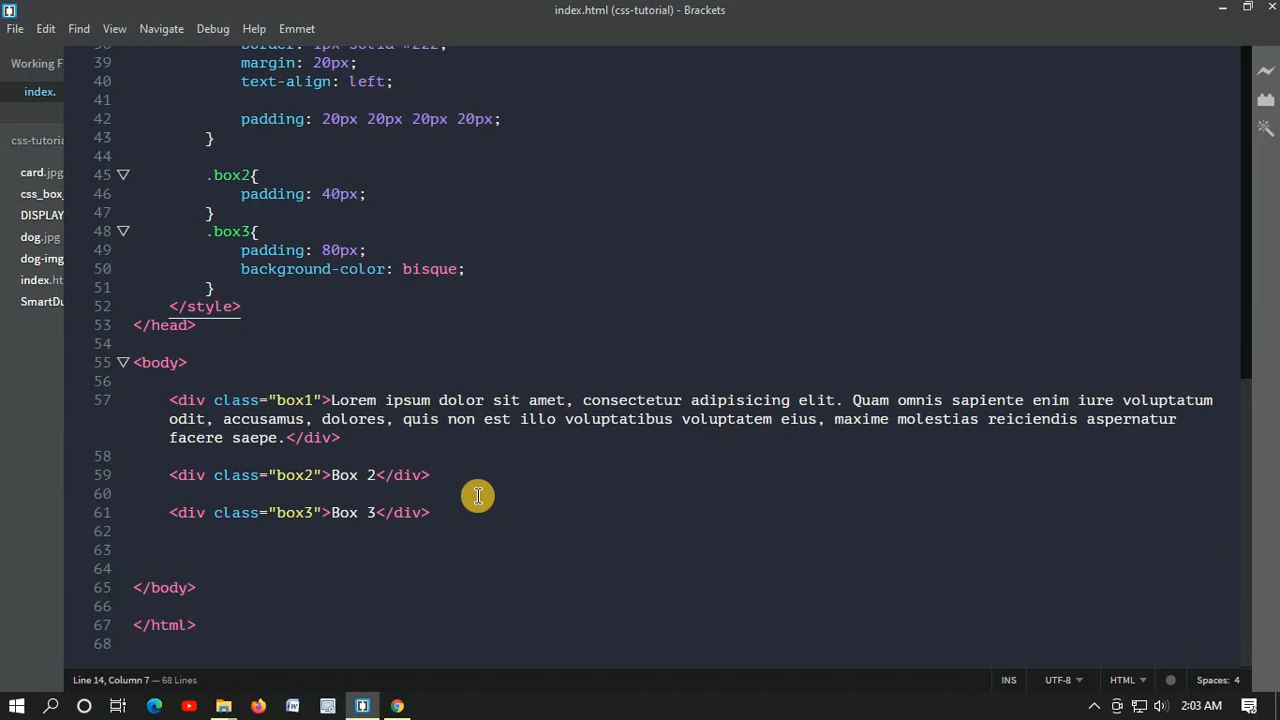 index.html (css-tutorial) - Brackets
File Edit Find View Navigate Debug Help Emmet
Working F
index.
css-tutoria
card.jpg
css_box_
DISPLAY
dog.jpg
dog-img
index.ht
SmartDu
38 border: 1px solid #222;
39 margin: 20px;
40 text-align: left;
41
42 padding: 20px 20px 20px 20px;
43 }
44
45 .box2{
46 padding: 40px;
47 }
48 .box3{
49 padding: 80px;
50 background-color: bisque;
51 }
52 </style>
53 </head>
54
55 <body>
56
57 <div class="box1">Lorem ipsum dolor sit amet, consectetur adipisicing elit. Quam omnis sapiente enim iure voluptatum
odit, accusamus, dolores, quis non est illo voluptatibus voluptatem eius, maxime molestias reiciendis aspernatur
facere saepe.</div>
58
59 <div class="box2">Box 2</div>
60
61 <div class="box3">Box 3</div>
62
63
64
65 </body>
66
67 </html>
68
Line 14, Column 7 — 68 Lines
INS UTF-8 HTML Spaces: 4
2:03 AM